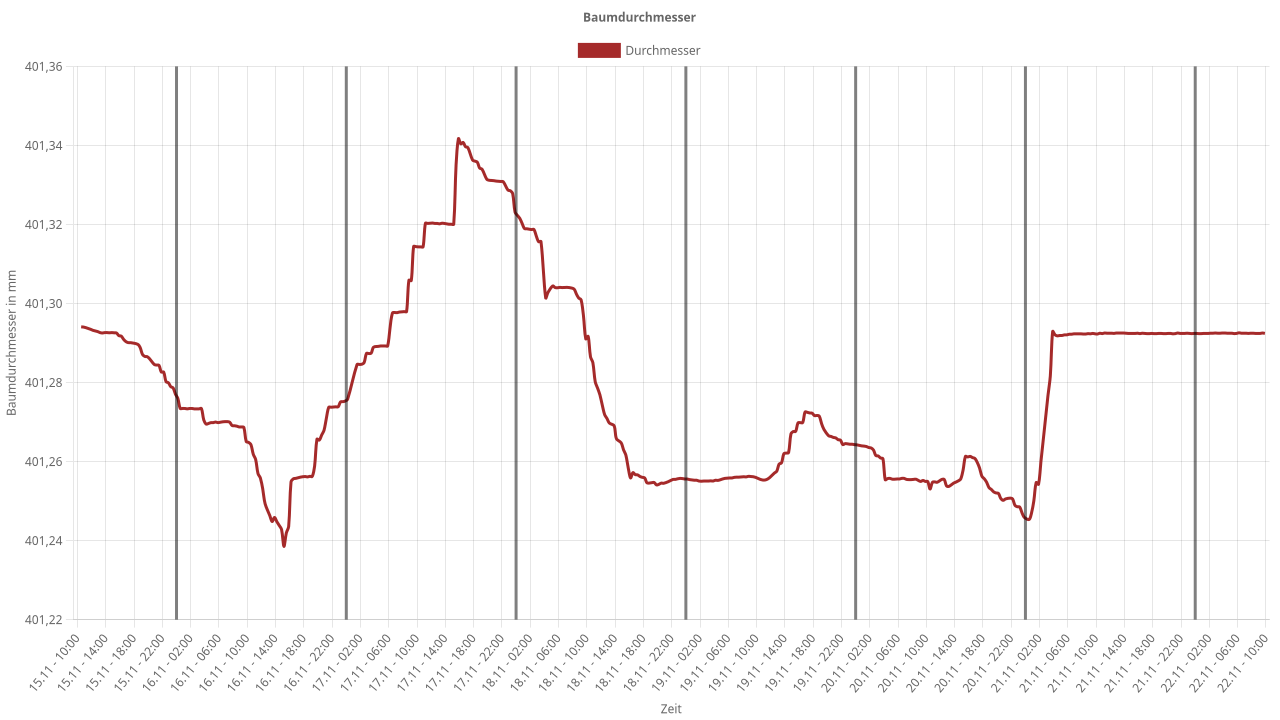 Baumdurchmesser
Durchmesser
Baumdurchmesser in mm
401,36
401,34
401,32
401,30
401,28
401,26
401,24
401,22
15.11 - 10:00
15.11 - 14:00
15.11 - 18:00
15.11 - 22:00
16.11 - 02:00
16.11 - 06:00
16.11 - 10:00
16.11 - 14:00
16.11 - 18:00
16.11 - 22:00
17.11 - 02:00
17.11 - 06:00
17.11 - 10:00
17.11 - 14:00
17.11 - 18:00
17.11 - 22:00
18.11 - 02:00
18.11 - 06:00
18.11 - 10:00
18.11 - 14:00
18.11 - 18:00
18.11 - 22:00
19.11 - 02:00
19.11 - 06:00
19.11 - 10:00
19.11 - 14:00
19.11 - 18:00
19.11 - 22:00
20.11 - 02:00
20.11 - 06:00
20.11 - 10:00
20.11 - 14:00
20.11 - 18:00
20.11 - 22:00
21.11 - 02:00
21.11 - 06:00
21.11 - 10:00
21.11 - 14:00
21.11 - 18:00
21.11 - 22:00
22.11 - 02:00
22.11 - 06:00
22.11 - 10:00
Zeit